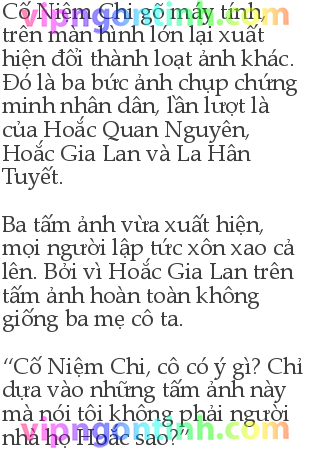 Cố Niệm Chi gõ máy tính,
vipngontinh.com
trên màn hình lớn lại xuất
hiện đổi thành loạt ảnh khác.
Đó là ba bức ảnh chụp chứng
minh nhân dân, lần lượt là
của Hoắc Quan Nguyên,
Hoắc Gia Lan và La Hân
Tuyết.
Ba tấm ảnh vừa xuất hiện,
mọi người lập tức xôn xao cả
lên. Bởi vì Hoắc Gia Lan trên
tấm ảnh hoàn toàn không
giống ba mẹ cô ta.
“Cố Niệm Chi, cô có ý gì? Chỉ
dựa vào những tấm ảnh này
mà nói tôi không phải người
vipngontinh.com
nhà họ Hoắc sao?”